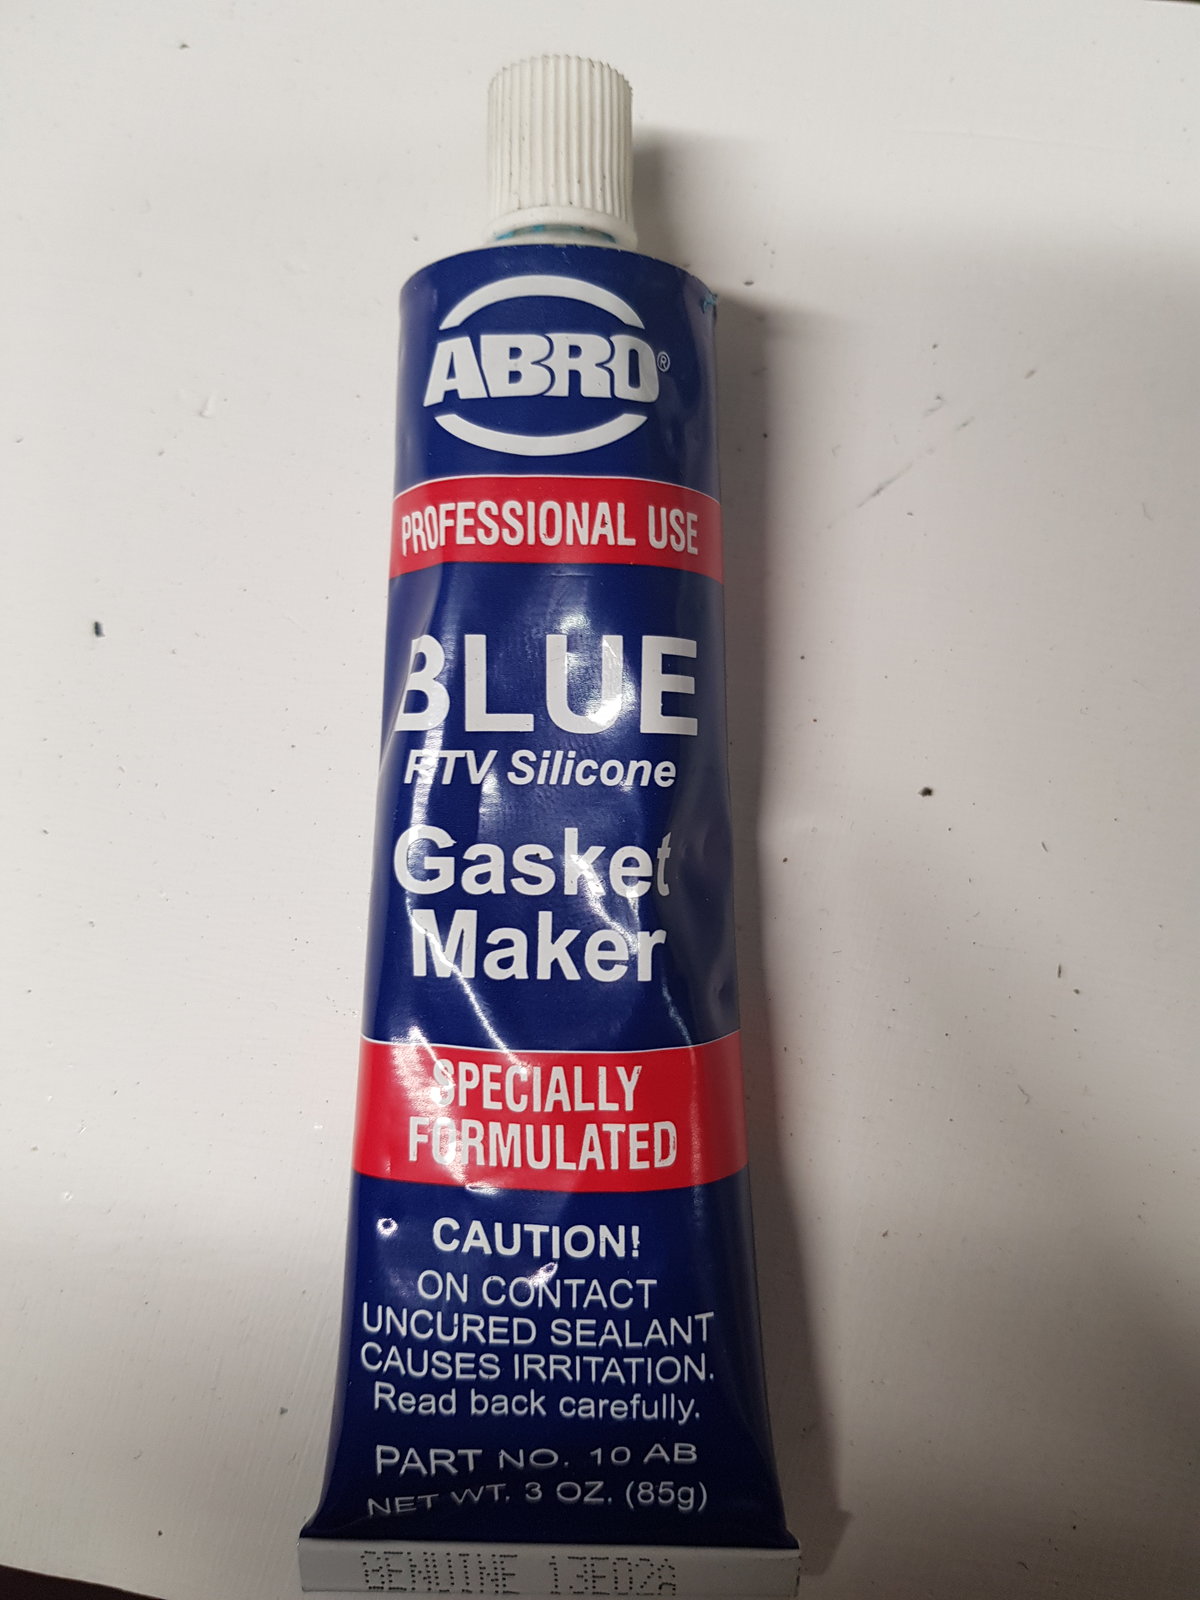 ABRO®
PROFESSIONAL USE
BLUE
RTV Silicone
Gasket
Maker
SPECIALLY
FORMULATED
CAUTION!
ON CONTACT
UNCURED SEALANT
CAUSES IRRITATION.
Read back carefully.
PART NO. 10 AB
NET WT. 3 OZ. (85g)
GENUINE 13E02A